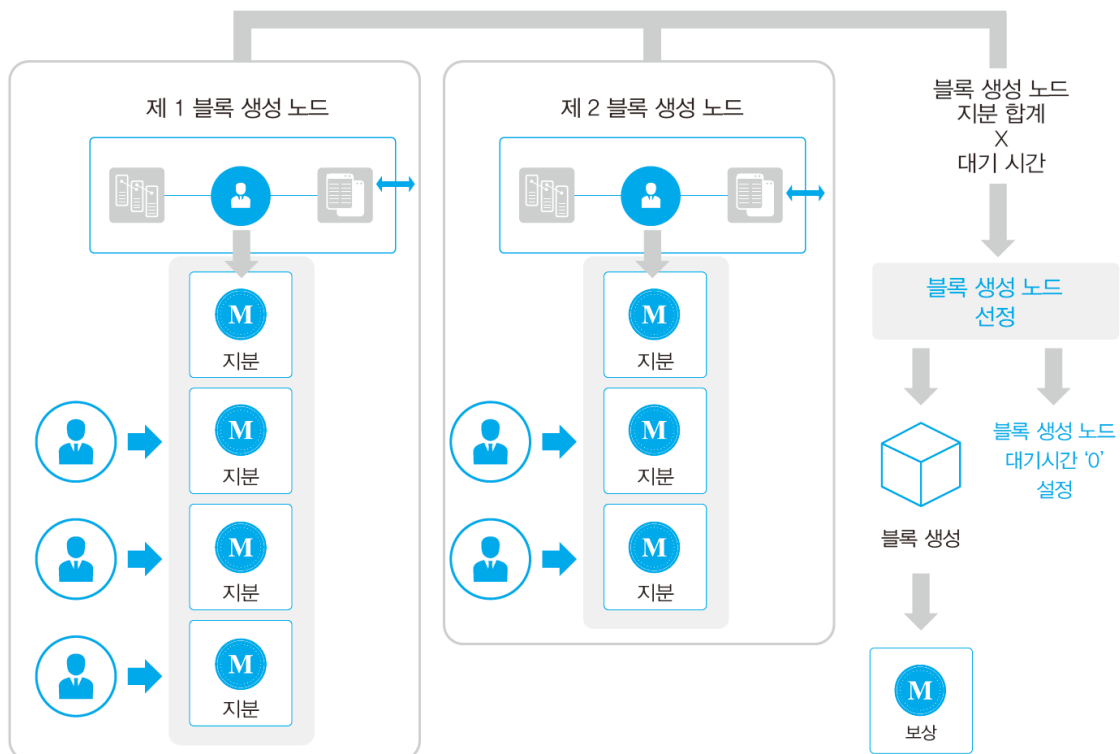 제 1 블록 생성 노드
M
지분
M
지분
M
지분
M
지분
제 2 블록 생성 노드
M
지분
M
지분
M
지분
블록 생성 노드
지분 합계
X
대기 시간
블록 생성 노드
선정
블록 생성 노드
대기시간 ‘0’
설정
블록 생성
M
보상